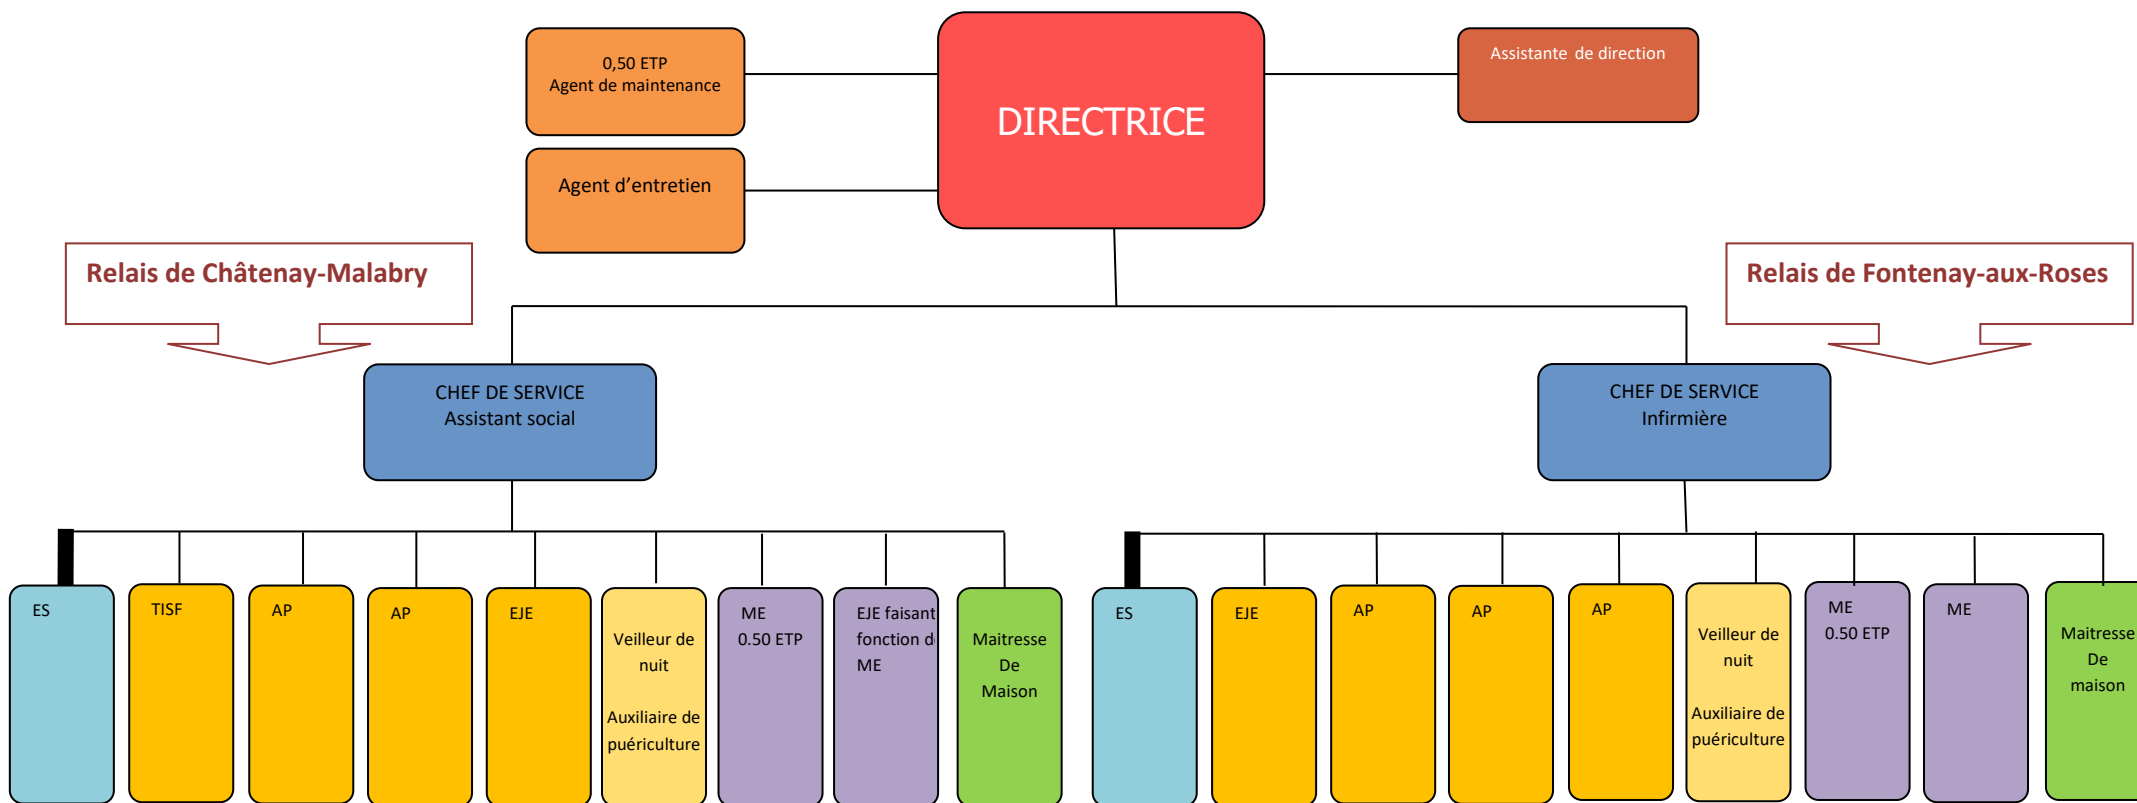 0,50 ETP
Agent de maintenance
DIRECTRICE
Assistante de direction
Agent d’entretien
Relais de Châtenay-Malabry
Relais de Fontenay-aux-Roses
CHEF DE SERVICE
Assistant social
CHEF DE SERVICE
Infirmière
ES
TISF
AP
AP
EJE
Veilleur de
nuit
Auxiliaire de
puériculture
ME
0.50 ETP
EJE faisant
fonction de
ME
Maitresse
De
Maison
ES
EJE
AP
AP
AP
Veilleur de
nuit
Auxiliaire de
puériculture
ME
0.50 ETP
ME
Maitresse
De
maison